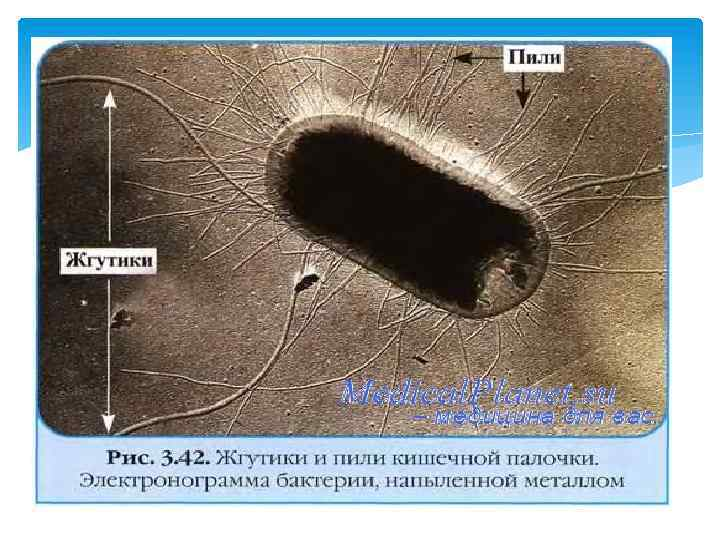 Пили
Жгутики
MedicalPlanet.su
– медицина для вас.
Рис. 3.42. Жгутики и пили кишечной палочки.
Электронограмма бактерии, напыленной металлом